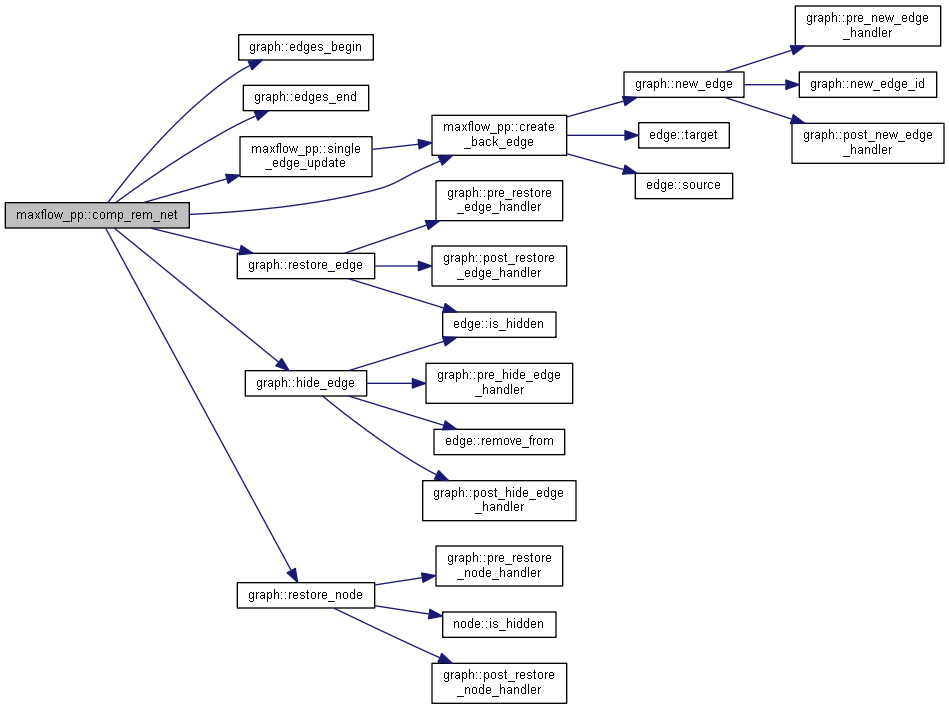 maxflow_pp::comp_rem_net
graph::edges_begin
graph::edges_end
maxflow_pp::single
_edge_update
graph::restore_edge
graph::hide_edge
graph::restore_node
maxflow_pp::create
_back_edge
graph::pre_restore
_edge_handler
graph::post_restore
_edge_handler
edge::is_hidden
graph::pre_hide_edge
_handler
edge::remove_from
graph::post_hide_edge
_handler
graph::pre_restore
_node_handler
node::is_hidden
graph::post_restore
_node_handler
graph::new_edge
edge::target
edge::source
graph::pre_new_edge
_handler
graph::new_edge_id
graph::post_new_edge
_handler